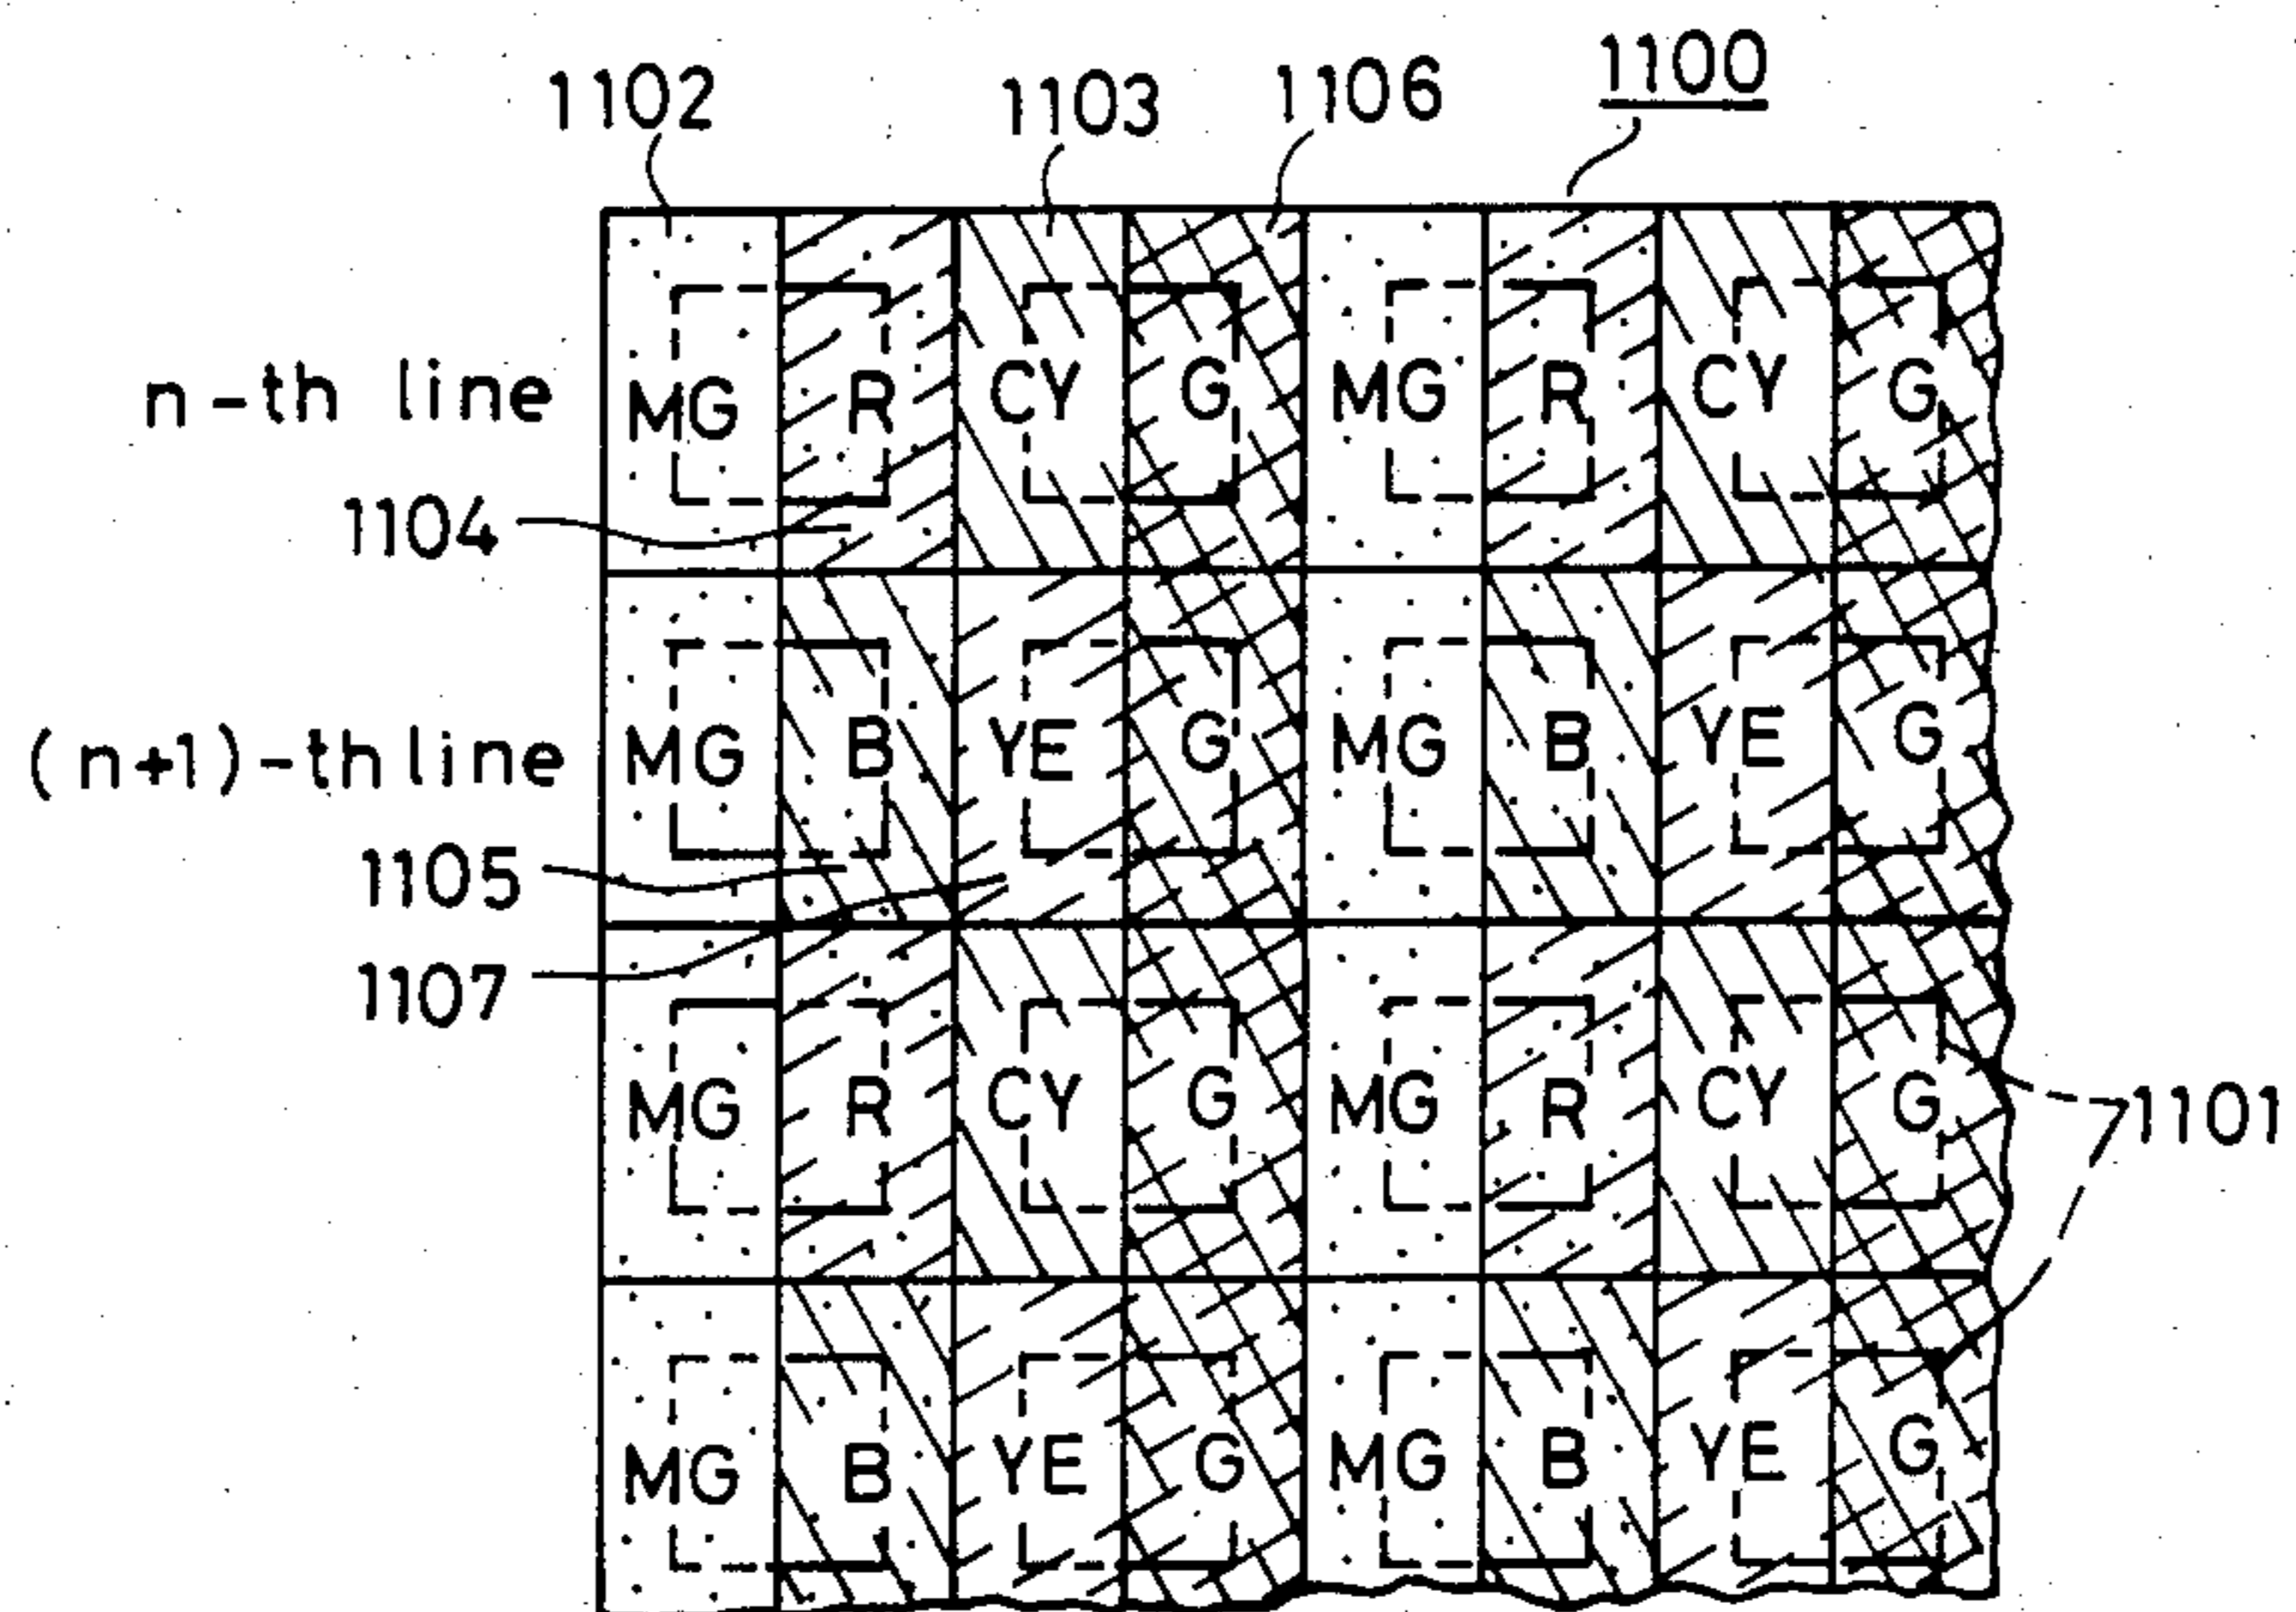 1102 1103 1106 1100
n-th line MG R CY G MG R CY G
1104
(n+1)-th line MG B YE G MG B YE G
1105
1107
MG R CY G MG R CY G
1101
MG B YE G MG B YE G